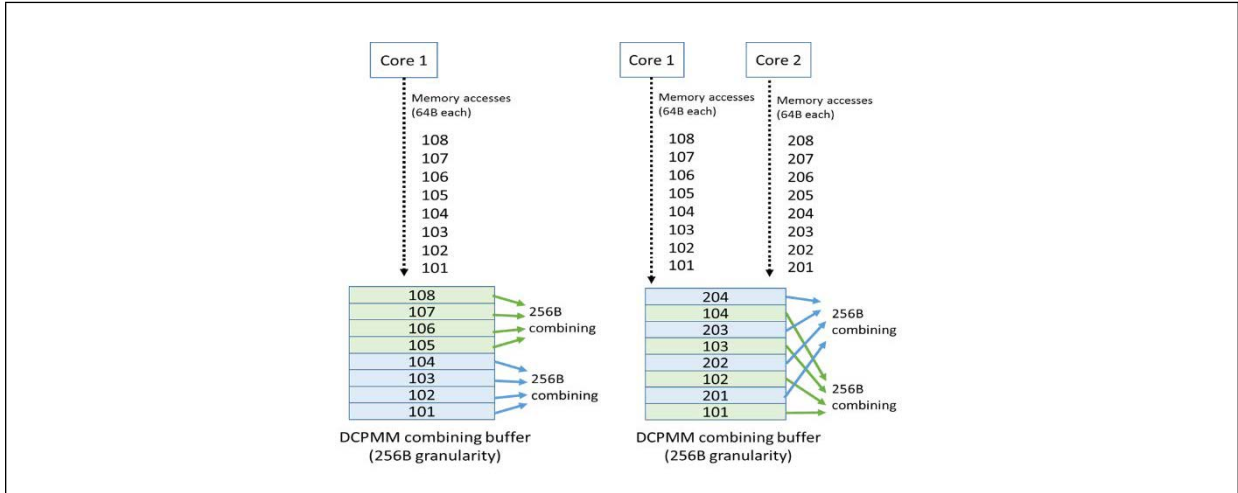 Core 1
Memory accesses
(64B each)
108
107
106
105
104
103
102
101
108
107
106
105
104
103
102
101
256B
combining
256B
combining
DCPMM combining buffer
(256B granularity)
Core 1
Core 2
Memory accesses
(64B each)
108
107
106
105
104
103
102
101
Memory accesses
(64B each)
208
207
206
205
204
203
202
201
204
104
203
103
202
102
201
101
256B
combining
256B
combining
DCPMM combining buffer
(256B granularity)